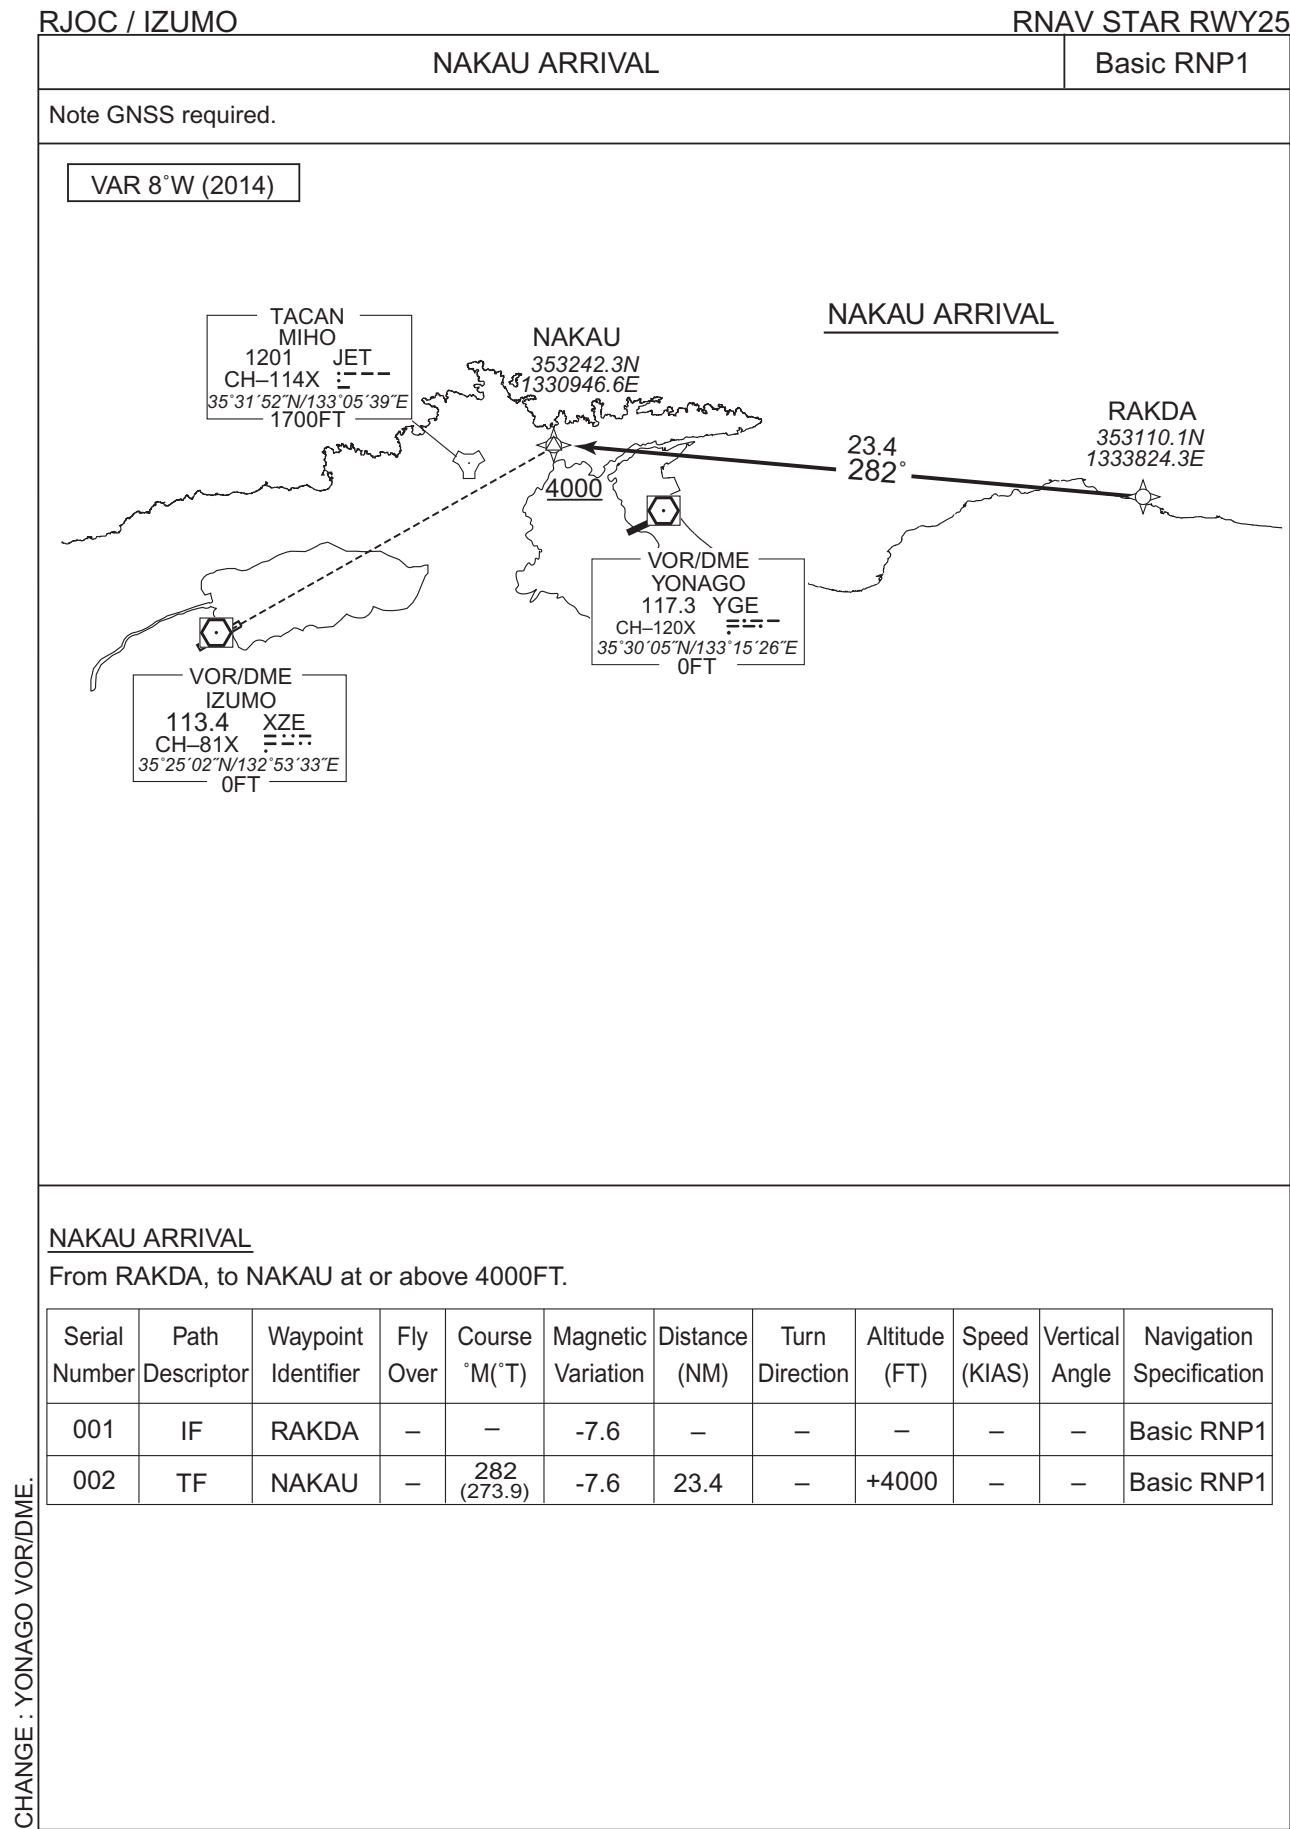 RJOC / IZUMO
RNAV STAR RWY25
NAKAU ARRIVAL
Basic RNP1
Note GNSS required.
VAR 8˚W (2014)
NAKAU ARRIVAL
TACAN
MIHO
1201 JET
CH–114X
35˚31´52˝N/133˚05´39˝E
1700FT
NAKAU
353242.3N
1330946.6E
4000
23.4
282˚
RAKDA
353110.1N
1333824.3E
VOR/DME
YONAGO
117.3 YGE
CH–120X
35˚30´05˝N/133˚15´26˝E
0FT
VOR/DME
IZUMO
113.4 XZE
CH–81X
35˚25´02˝N/132˚53´33˝E
0FT
NAKAU ARRIVAL
From RAKDA, to NAKAU at or above 4000FT.
Serial Number Path Descriptor Waypoint Identifier Fly Over Course ˚M(˚T) Magnetic Variation Distance (NM) Turn Direction Altitude (FT) Speed (KIAS) Vertical Angle Navigation Specification
001 IF RAKDA – – -7.6 – – – – – Basic RNP1
002 TF NAKAU – 282 (273.9) -7.6 23.4 – +4000 – – Basic RNP1
CHANGE : YONAGO VOR/DME.